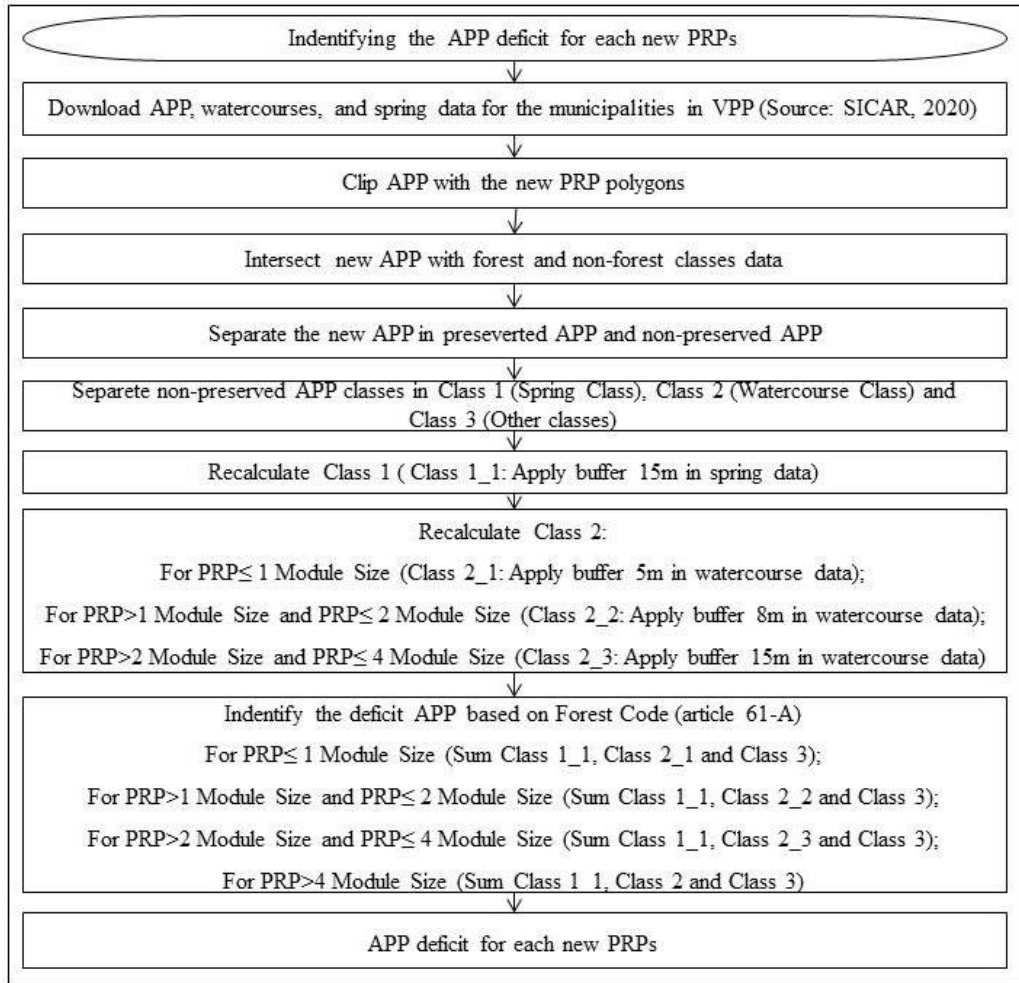 Indentifying the APP deficit for each new PRPs
Download APP, watercourses, and spring data for the municipalities in VPP (Source: SICAR, 2020)
Clip APP with the new PRP polygons
Intersect new APP with forest and non-forest classes data
Separate the new APP in preseverted APP and non-preserved APP
Separete non-preserved APP classes in Class 1 (Spring Class), Class 2 (Watercourse Class) and
Class 3 (Other classes)
Recalculate Class 1 ( Class 1_1: Apply buffer 15m in spring data)
Recalculate Class 2:
For PRP≤ 1 Module Size (Class 2_1: Apply buffer 5m in watercourse data);
For PRP>1 Module Size and PRP≤ 2 Module Size (Class 2_2: Apply buffer 8m in watercourse data);
For PRP>2 Module Size and PRP≤ 4 Module Size (Class 2_3: Apply buffer 15m in watercourse data)
Indentify the deficit APP based on Forest Code (article 61-A)
For PRP≤ 1 Module Size (Sum Class 1_1, Class 2_1 and Class 3);
For PRP>1 Module Size and PRP≤ 2 Module Size (Sum Class 1_1, Class 2_2 and Class 3);
For PRP>2 Module Size and PRP≤ 4 Module Size (Sum Class 1_1, Class 2_3 and Class 3);
For PRP>4 Module Size (Sum Class 1_1, Class 2 and Class 3)
APP deficit for each new PRPs